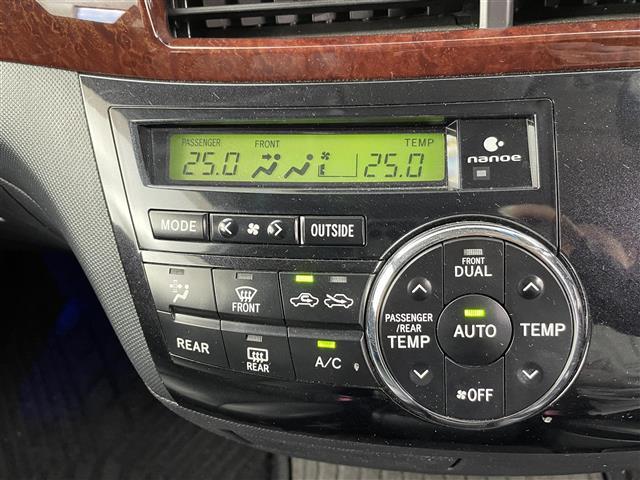 PASSENGER FRONT TEMP
25.0 25.0
nanoe
MODE OUTSIDE
FRONT
DUAL
FRONT
PASSENGER
/REAR
TEMP
AUTO
TEMP
REAR
REAR
A/C
OFF